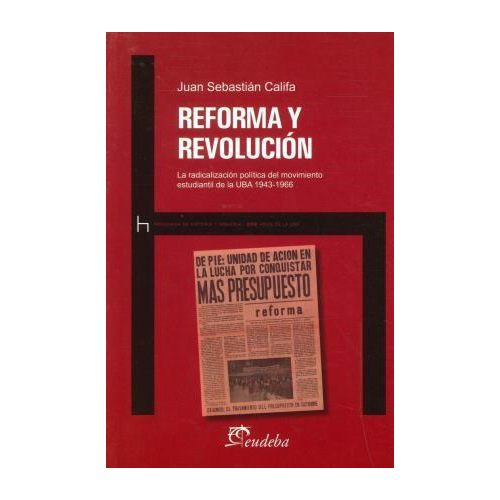 Juan Sebastián Califa
REFORMA Y
REVOLUCIÓN
La radicalización política del movimiento
estudiantil de la UBA 1943-1966
DE PIE: UNIDAD DE ACION EN
LA LUCHA POR CONQUISTAR
MAS PRESUPUESTO
reforma
eudeba